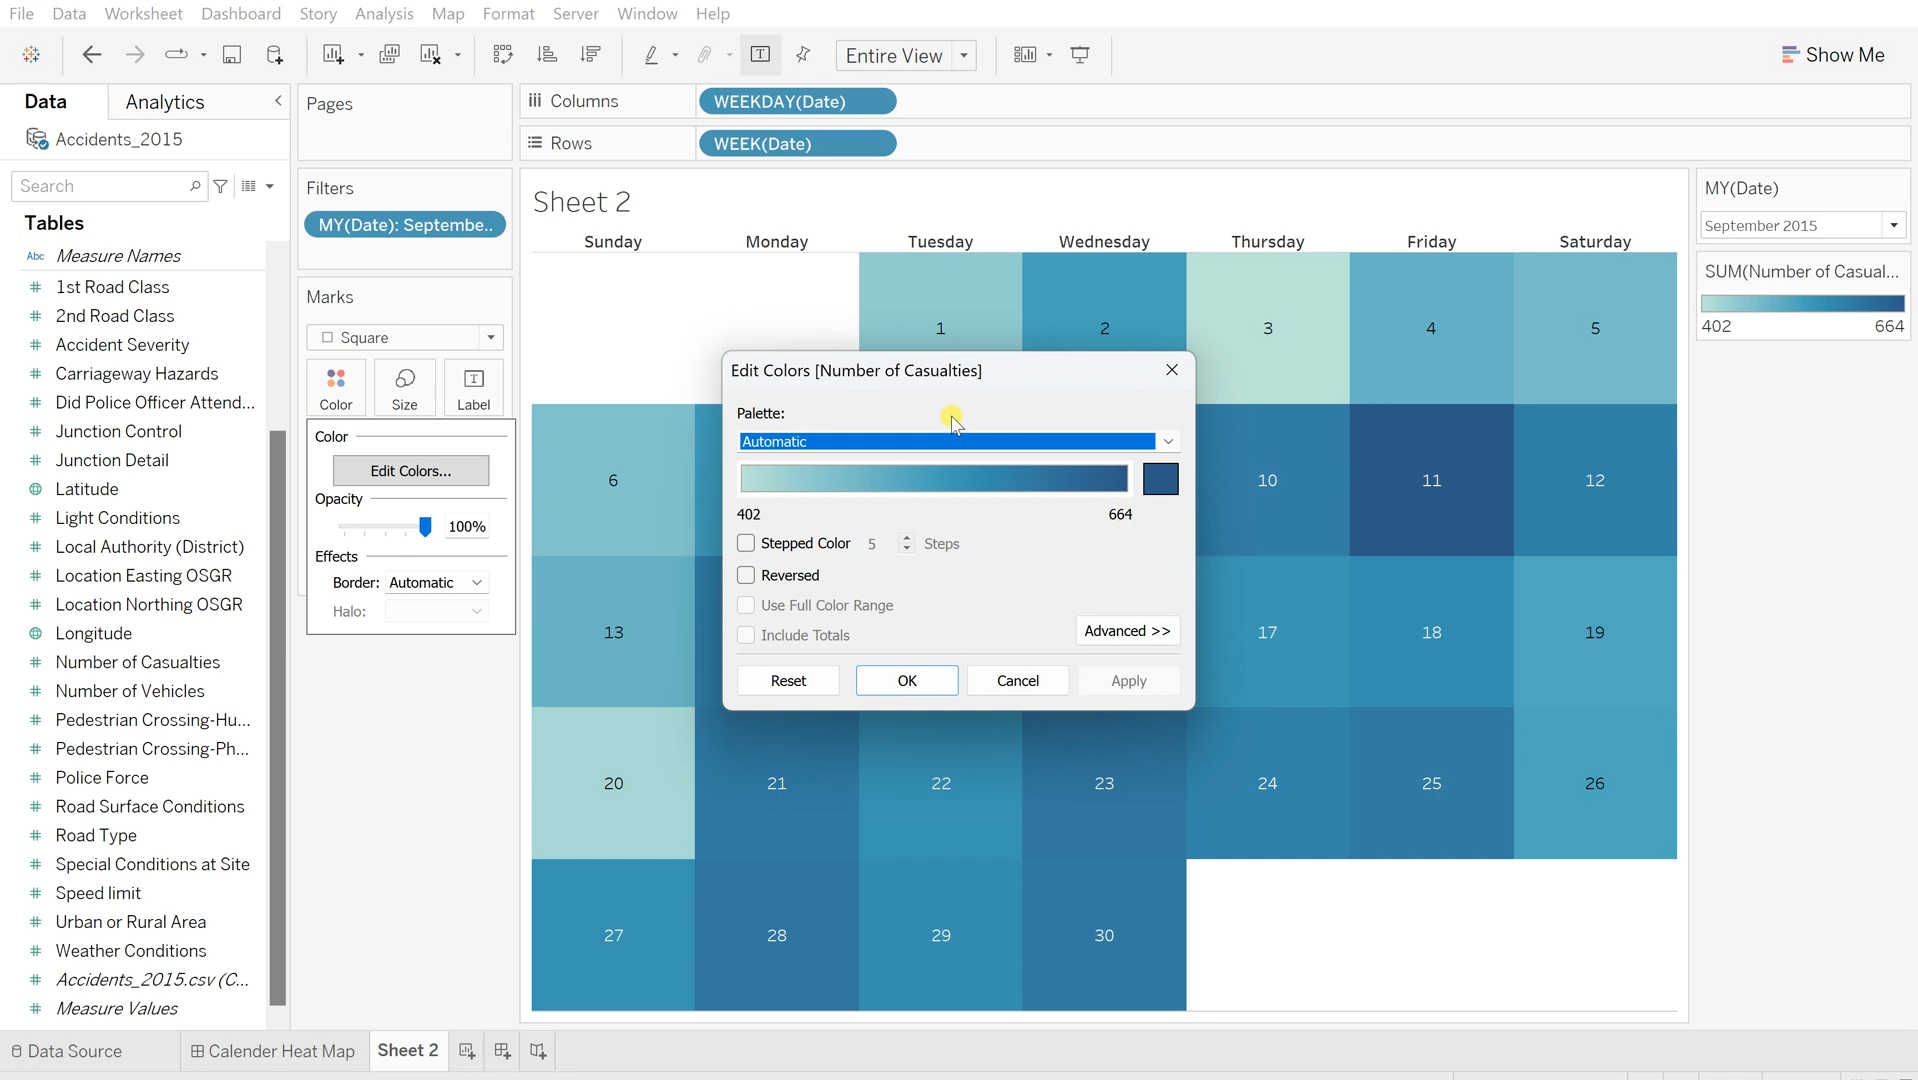 File Data Worksheet Dashboard Story Analysis Map Format Server Window Help
Entire View
Show Me
Data
Analytics
Accidents_2015
Search
Tables
Abc Measure Names
1st Road Class
2nd Road Class
Accident Severity
Carriageway Hazards
Did Police Officer Attend...
Junction Control
Junction Detail
Latitude
Light Conditions
Local Authority (District)
Location Easting OSGR
Location Northing OSGR
Longitude
Number of Casualties
Number of Vehicles
Pedestrian Crossing-Hu...
Pedestrian Crossing-Ph...
Police Force
Road Surface Conditions
Road Type
Special Conditions at Site
Speed limit
Urban or Rural Area
Weather Conditions
Accidents_2015.csv (C...
Measure Values
Pages
Filters
MY(Date): Septembe..
Marks
Square
Color Size Label
Color
Edit Colors...
Opacity
100%
Effects
Border: Automatic
Halo:
Columns WEEKDAY(Date)
Rows WEEK(Date)
Sheet 2
Sunday Monday Tuesday Wednesday Thursday Friday Saturday
1 2 3 4 5
6 10 11 12
13 17 18 19
20 21 22 23 24 25 26
27 28 29 30
Edit Colors [Number of Casualties]
Palette:
Automatic
402 664
Stepped Color 5 Steps
Reversed
Use Full Color Range
Include Totals
Advanced >>
Reset OK Cancel Apply
MY(Date)
September 2015
SUM(Number of Casual...
402 664
Data Source Calender Heat Map Sheet 2